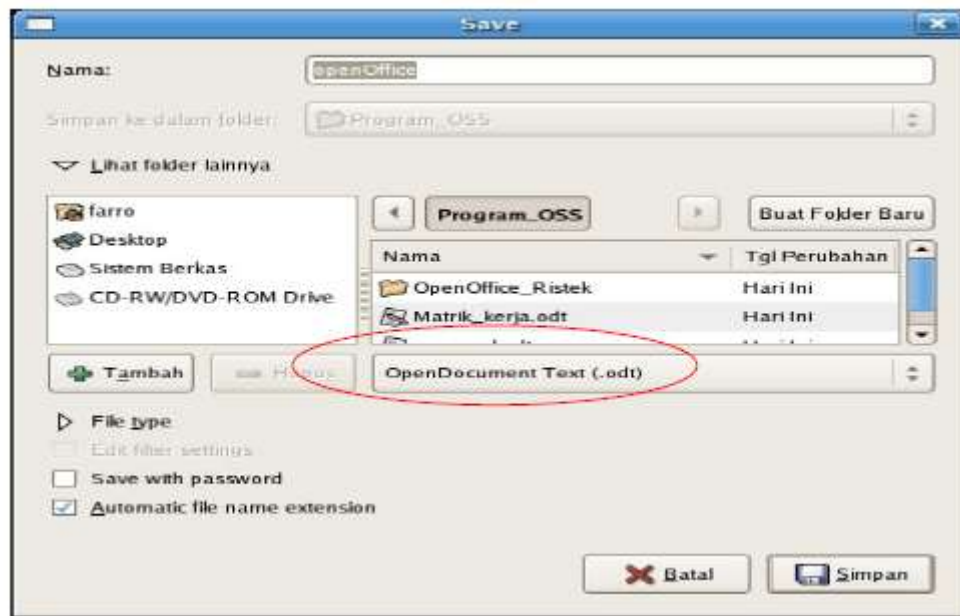 Save
Nama: openOffice
Simpan ke dalam folder: Program_OSS
Lihat folder lainnya
farro
Desktop
Sistem Berkas
CD-RW/DVD-ROM Drive
Program_OSS Buat Folder Baru
Nama Tgl Perubahan
OpenOffice_Ristek Hari Ini
Matrik_kerja.odt Hari Ini
Tambah Hapus OpenDocument Text (.odt)
File type
Edit filter settings
Save with password
Automatic file name extension
Batal Simpan